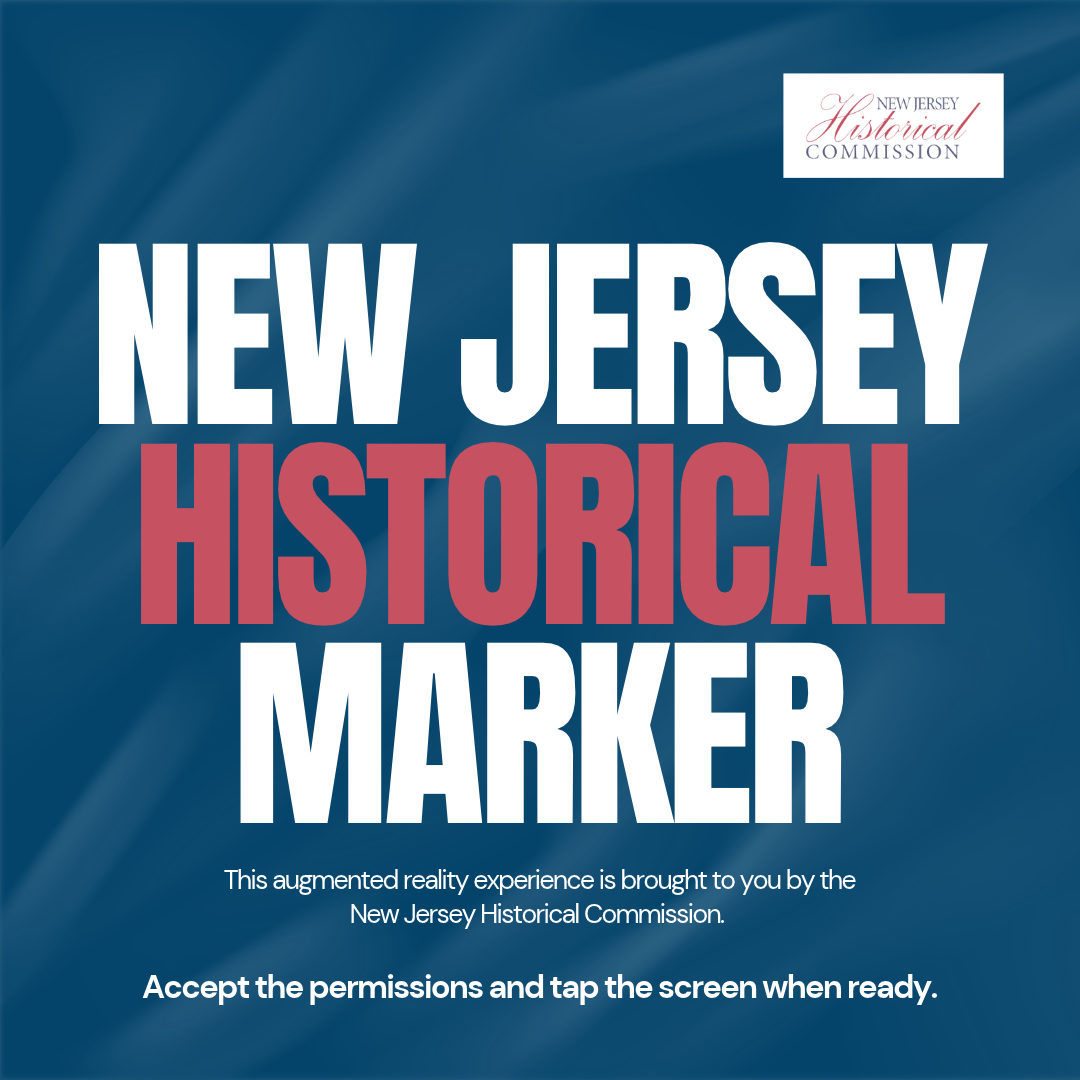 NEW JERSEY
Historical
COMMISSION
NEW JERSEY
HISTORICAL
MARKER
This augmented reality experience is brought to you by the
New Jersey Historical Commission.
Accept the permissions and tap the screen when ready.